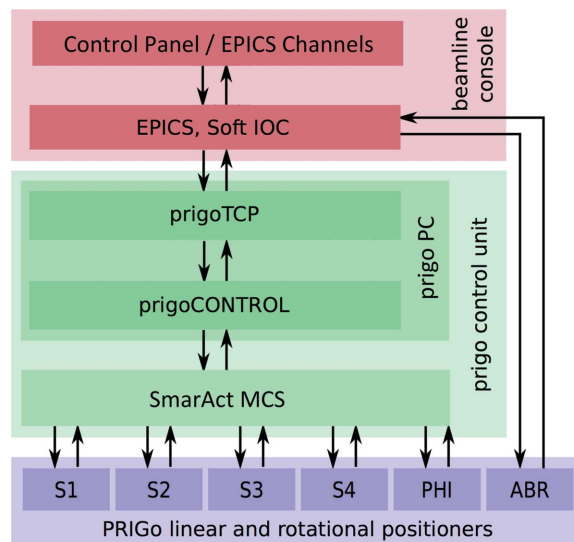 Control Panel / EPICS Channels
EPICS, Soft IOC
beamline
console
prigoTCP
prigoCONTROL
prigo PC
SmarAct MCS
prigo control unit
S1
S2
S3
S4
PHI
ABR
PRIGo linear and rotational positioners